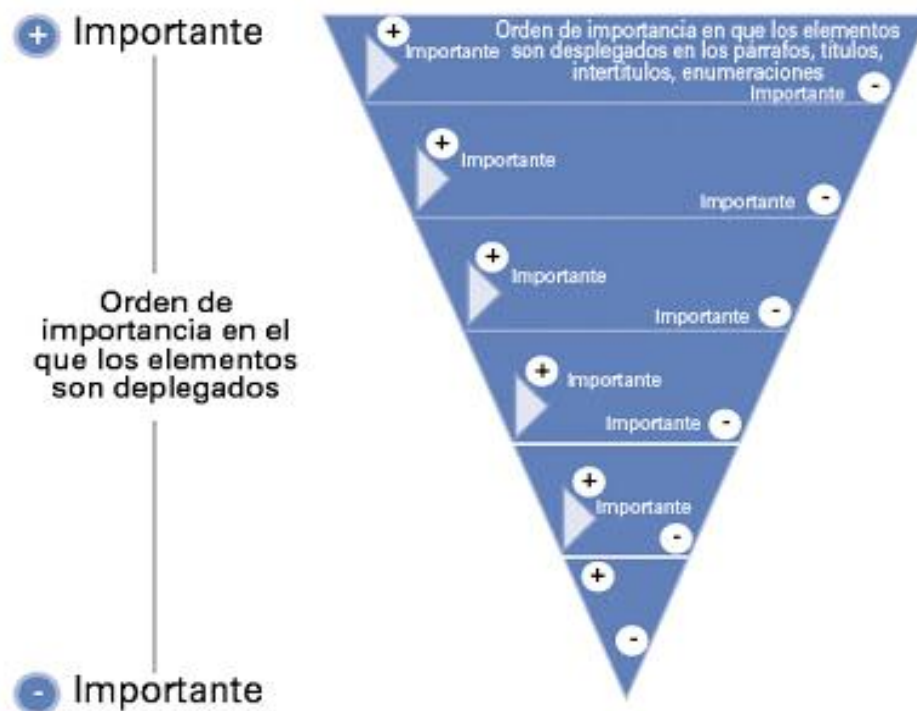 + Importante
Orden de
importancia en el
que los elementos
son deplegados
- Importante
+
Importante
Orden de importancia en que los elementos
son desplegados en los párrafos, títulos,
intertítulos, enumeraciones
Importante -
+
Importante
Importante -
+
Importante
Importante -
+
Importante
Importante -
+
Importante
-
+
-